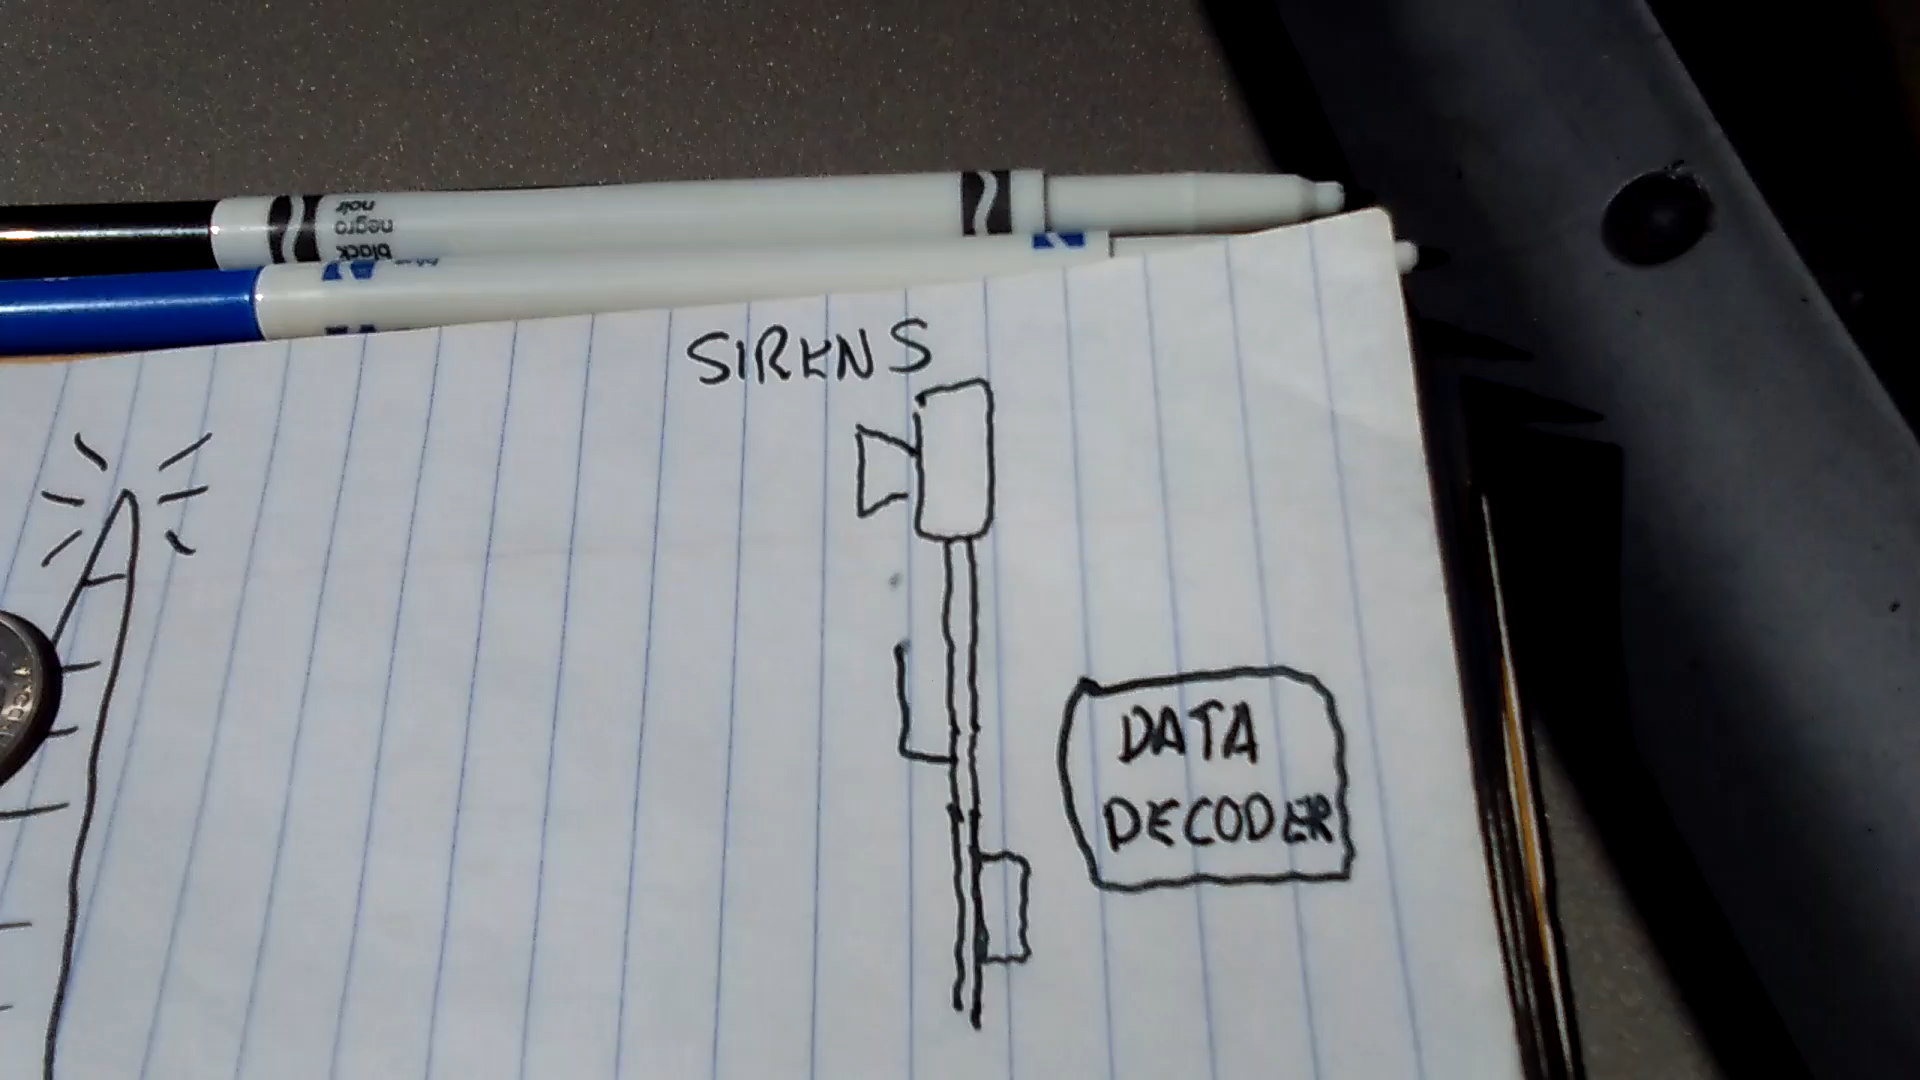 noir
negro
black
SIRENS
DATA
DECODER